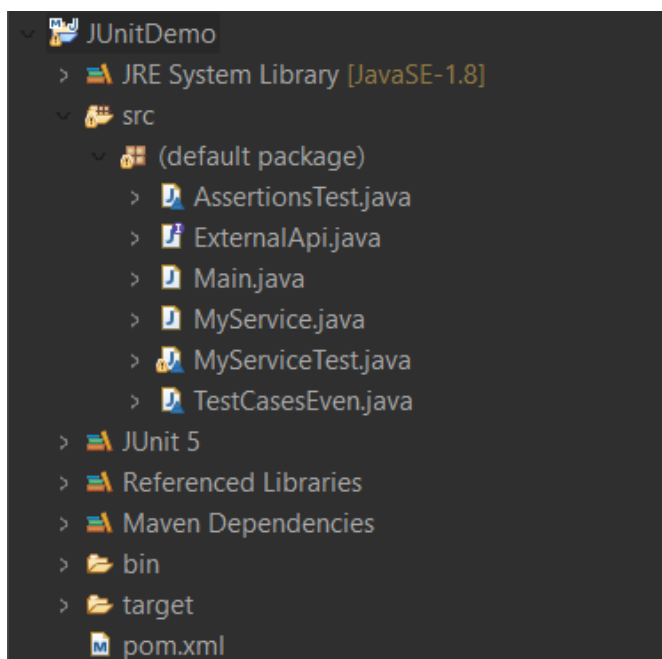 JUnitDemo
JRE System Library [JavaSE-1.8]
src
(default package)
AssertionsTest.java
ExternalApi.java
Main.java
MyService.java
MyServiceTest.java
TestCasesEven.java
JUnit 5
Referenced Libraries
Maven Dependencies
bin
target
pom.xml